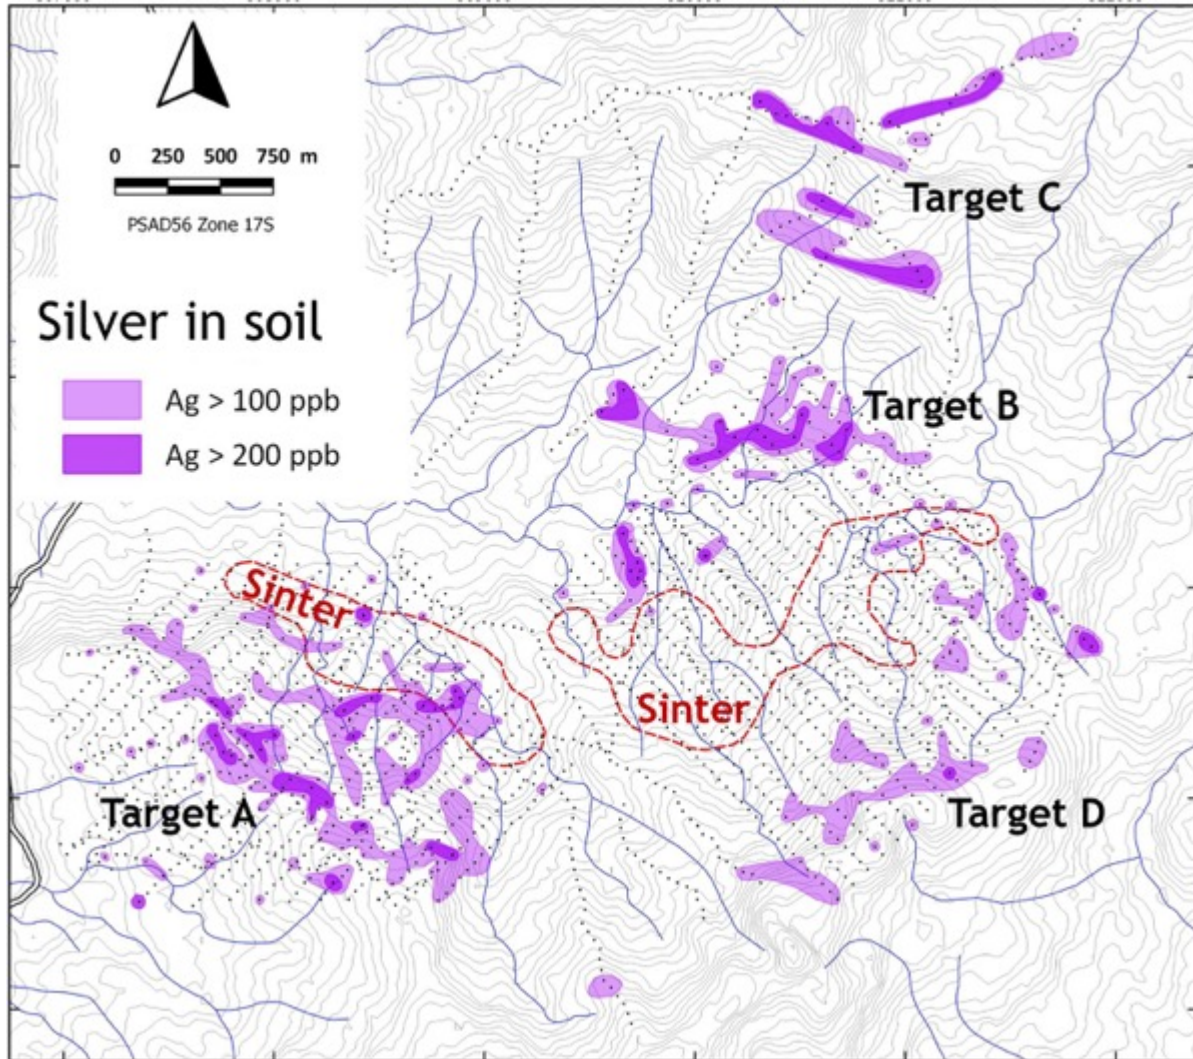 0 250 500 750 m
PSAD56 Zone 17S
Silver in soil
Ag > 100 ppb
Ag > 200 ppb
Target C
Target B
Sinter
Sinter
Target A
Target D